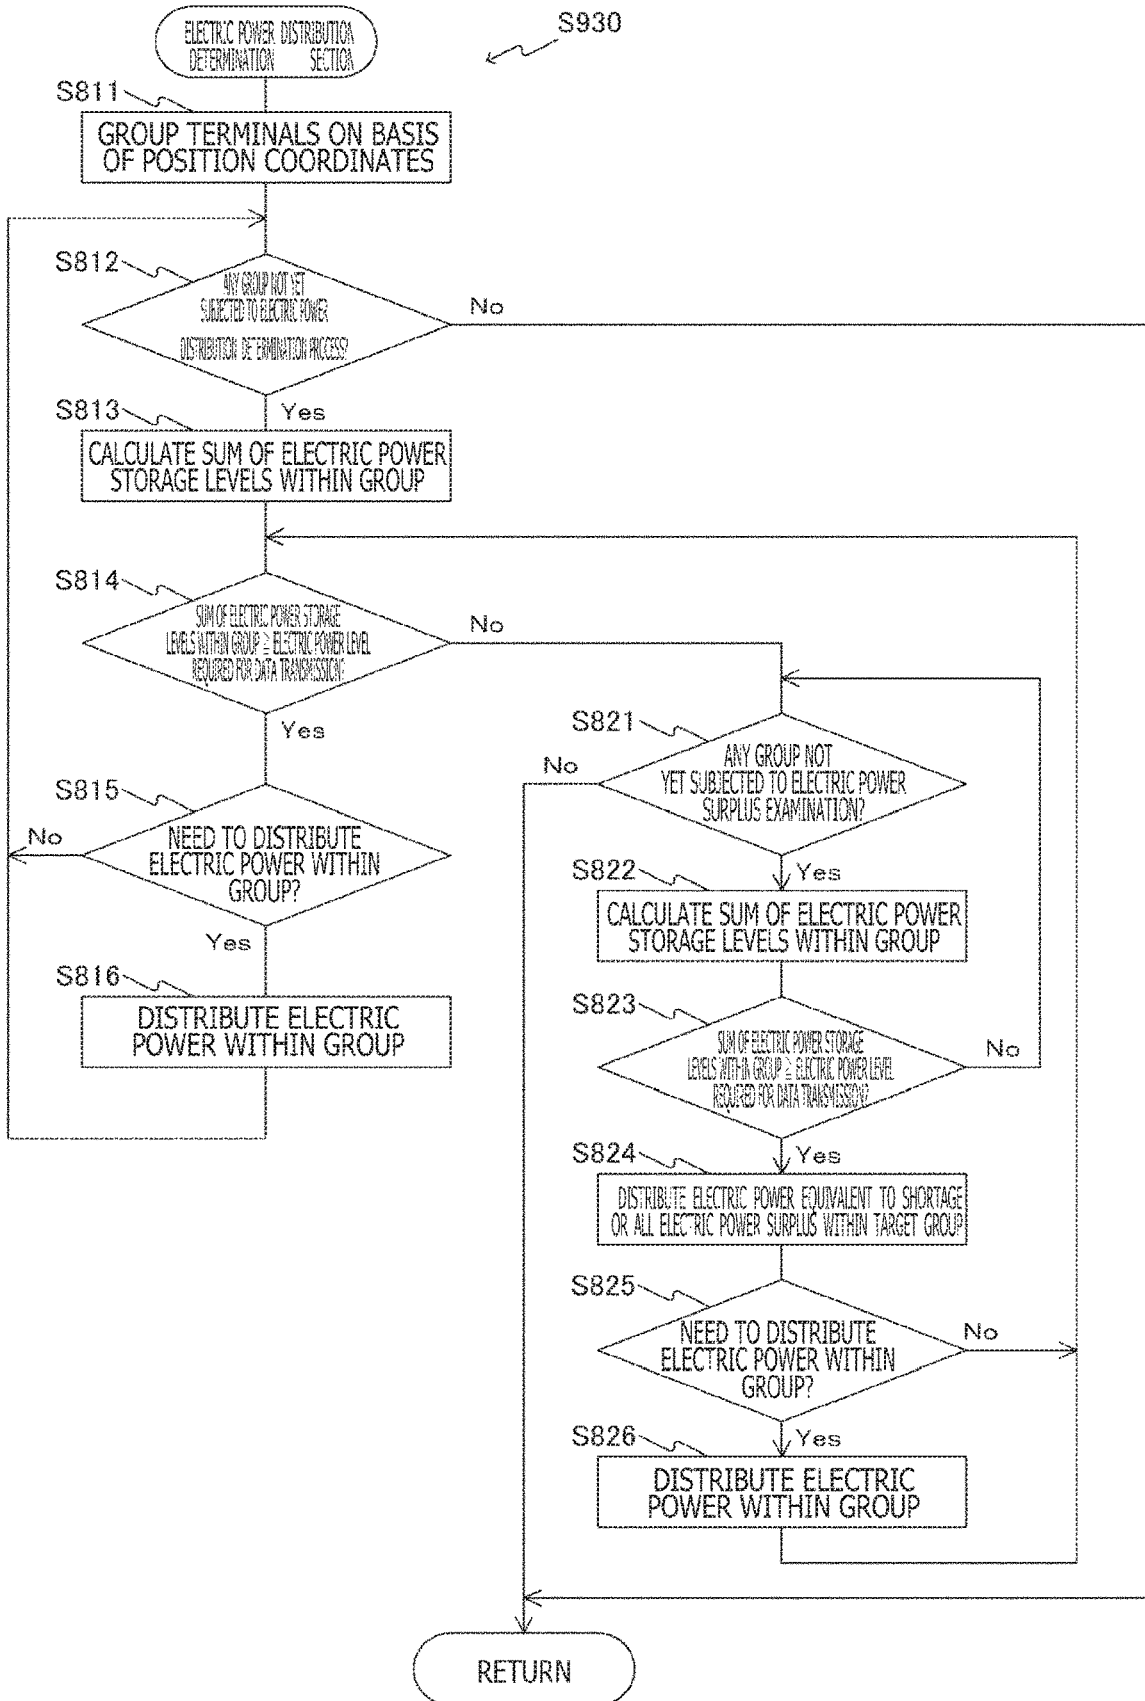 S930
ELECTRIC POWER DISTRIBUTION
DETERMINATION SECTION
S811
GROUP TERMINALS ON BASIS
OF POSITION COORDINATES
S812
ANY GROUP NOT YET
SUBJECTED TO ELECTRIC POWER
DISTRIBUTION DETERMINATION PROCESS?
No
Yes
S813
CALCULATE SUM OF ELECTRIC POWER
STORAGE LEVELS WITHIN GROUP
S814
SUM OF ELECTRIC POWER STORAGE
LEVELS WITHIN GROUP ≧ ELECTRIC POWER LEVEL
REQUIRED FOR DATA TRANSMISSION?
No
Yes
S815
NEED TO DISTRIBUTE
ELECTRIC POWER WITHIN
GROUP?
No
Yes
S816
DISTRIBUTE ELECTRIC
POWER WITHIN GROUP
S821
ANY GROUP NOT
YET SUBJECTED TO ELECTRIC POWER
SURPLUS EXAMINATION?
No
Yes
S822
CALCULATE SUM OF ELECTRIC POWER
STORAGE LEVELS WITHIN GROUP
S823
SUM OF ELECTRIC POWER STORAGE
LEVELS WITHIN GROUP ≧ ELECTRIC POWER LEVEL
REQUIRED FOR DATA TRANSMISSION?
No
Yes
S824
DISTRIBUTE ELECTRIC POWER EQUIVALENT TO SHORTAGE
OR ALL ELECTRIC POWER SURPLUS WITHIN TARGET GROUP
S825
NEED TO DISTRIBUTE
ELECTRIC POWER WITHIN
GROUP?
No
Yes
S826
DISTRIBUTE ELECTRIC
POWER WITHIN GROUP
RETURN